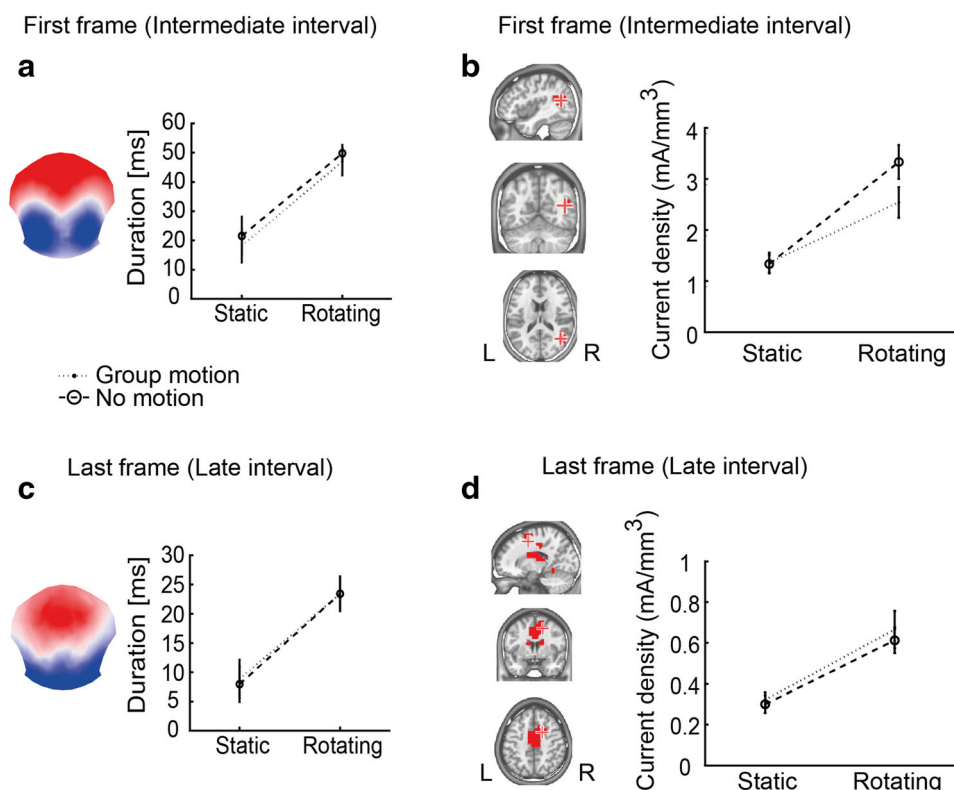 First frame (Intermediate interval)
First frame (Intermediate interval)
a
Duration [ms]
60
50
40
30
20
10
0
Static
Rotating
b
L
R
Current density (mA/mm³)
4
3
2
1
0
Static
Rotating
Group motion
No motion
Last frame (Late interval)
Last frame (Late interval)
c
Duration [ms]
30
25
20
15
10
5
0
Static
Rotating
d
L
R
Current density (mA/mm³)
1
0.8
0.6
0.4
0.2
0
Static
Rotating